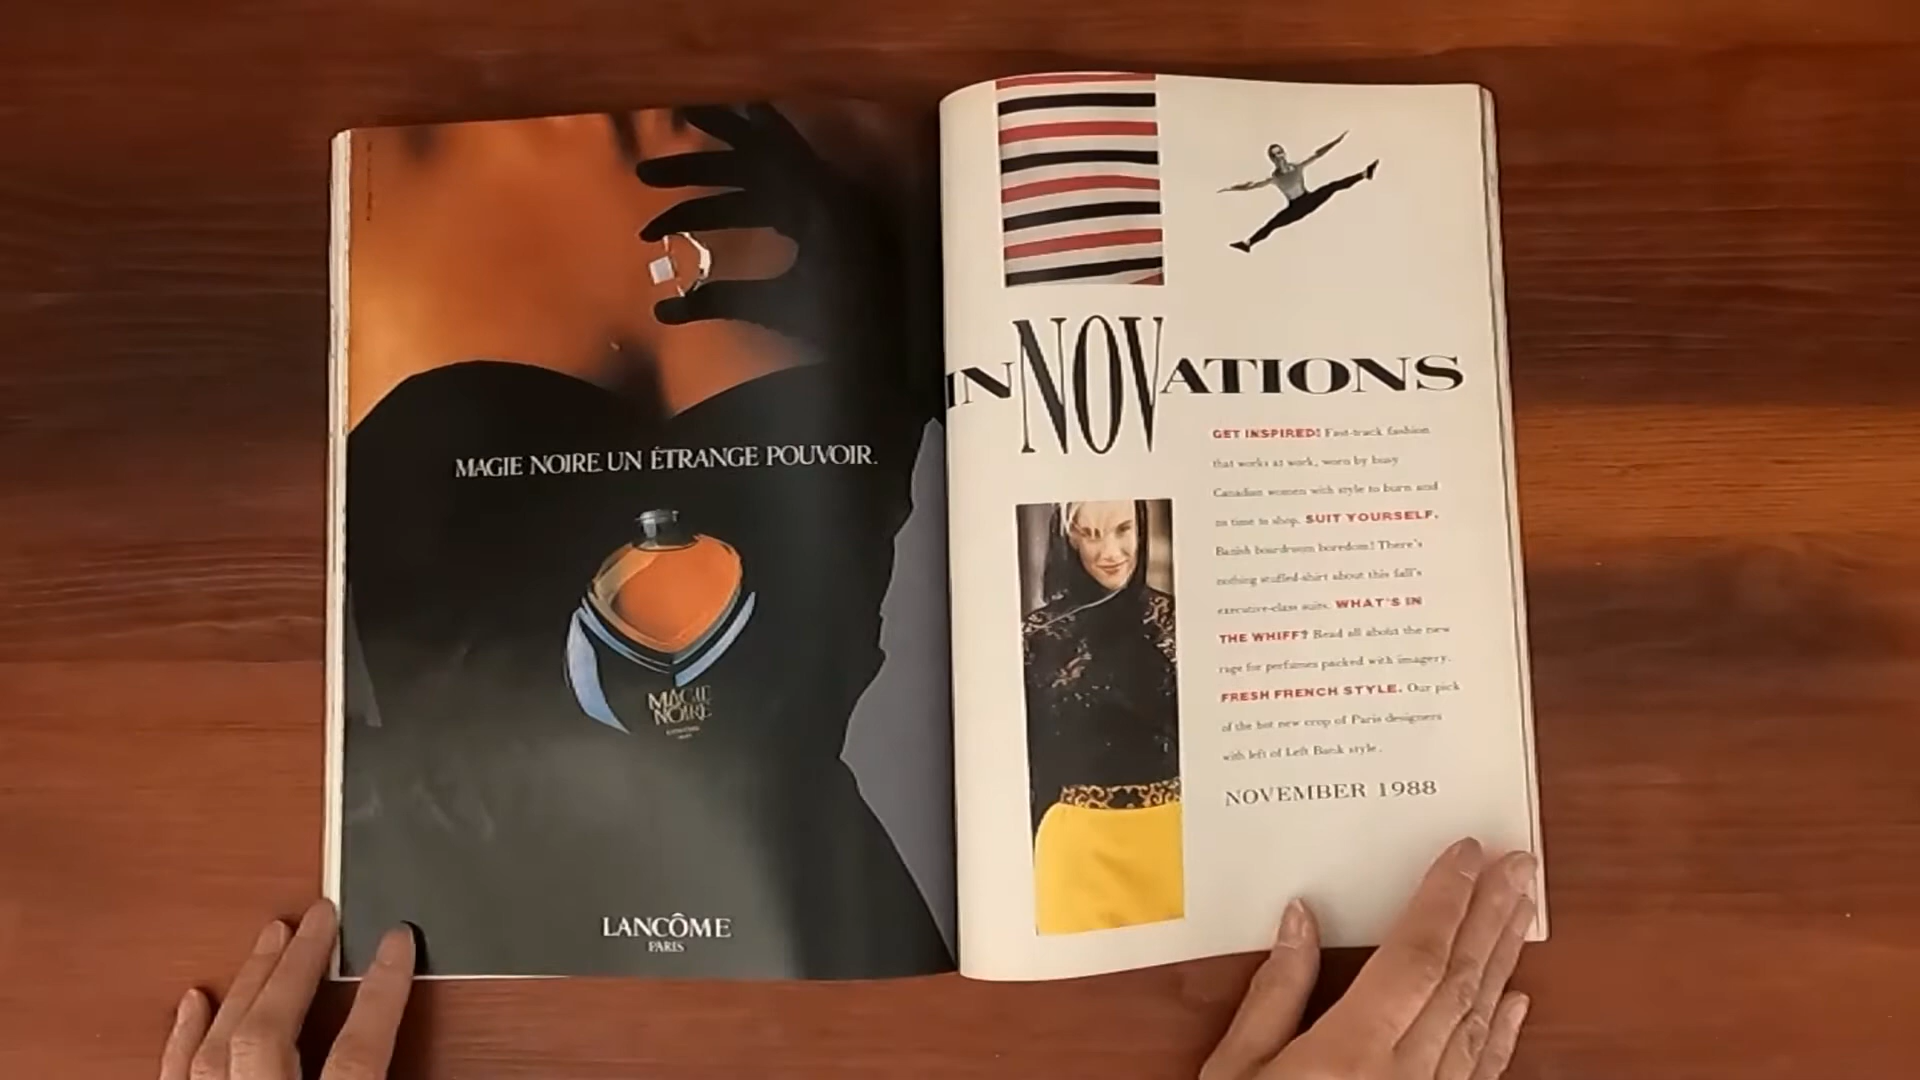 MAGIE NOIRE. UN ÉTRANGE POUVOIR.
MAGIE
NOIRE
LANCÔME
PARIS
INNOVATIONS
GET INSPIRED! Fast-track fashion
that works at work, worn by busy
Canadian women with style to burn and
no time to shop. SUIT YOURSELF.
Banish boardroom boredom! There's
nothing stuffed-shirt about this fall's
executive-class suits. WHAT'S IN
THE WHIFF? Read all about the new
rage for perfumes packed with imagery.
FRESH FRENCH STYLE. Our pick
of the hot new crop of Paris designers
with left of Left Bank style.
NOVEMBER 1988